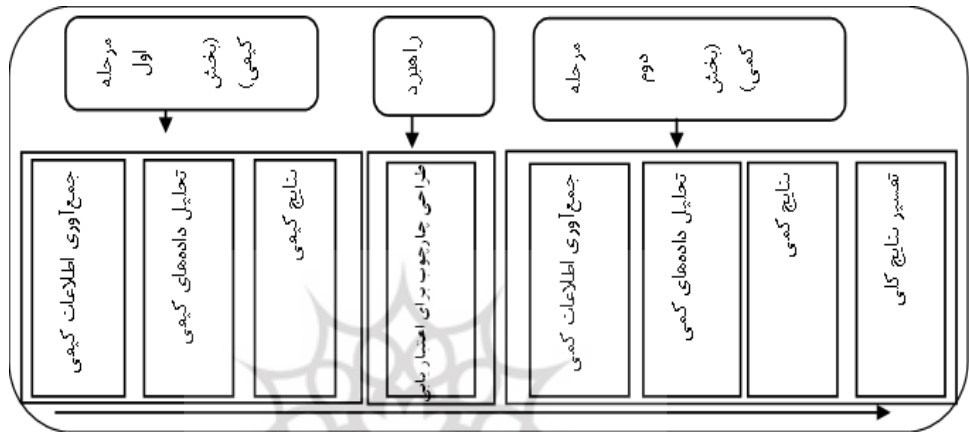 مرحله
اول
(بخش
کیفی)
راهبرد
مرحله
دوم
(بخش
کمی)
جمع‌آوری اطلاعات کیفی
تحلیل داده‌های کیفی
نتایج کیفی
طراحی چارچوب برای اعتباریابی
جمع‌آوری اطلاعات کمی
تحلیل داده‌های کمی
نتایج کمی
تفسیر نتایج کلی